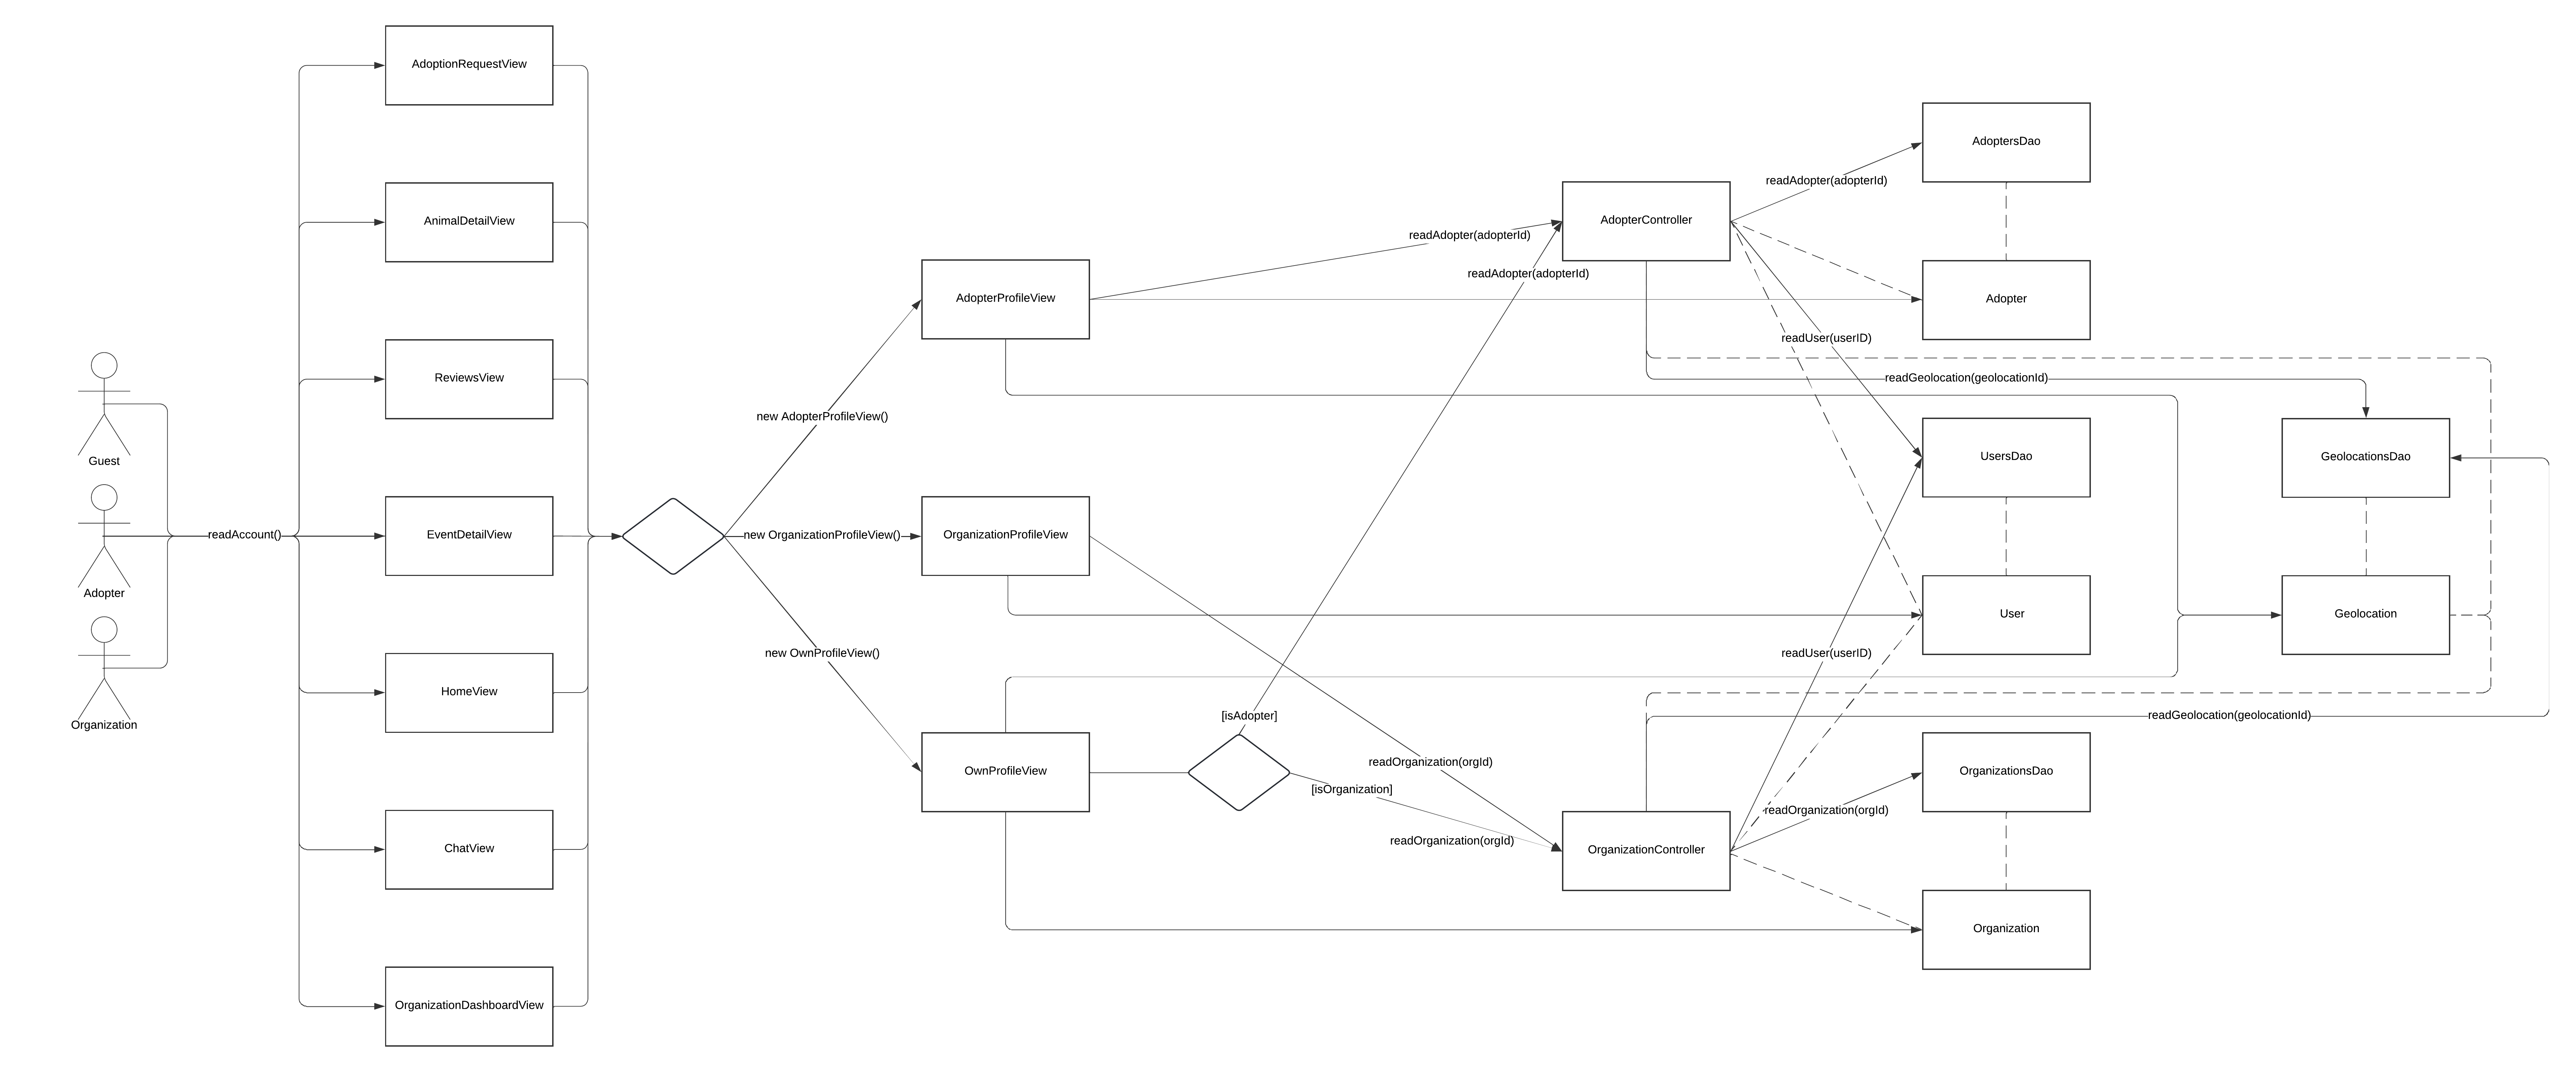 AdoptionRequestView
AnimalDetailView
ReviewsView
EventDetailView
HomeView
ChatView
OrganizationDashboardView
Guest
Adopter
Organization
readAccount()
new AdopterProfileView()
new OrganizationProfileView()
new OwnProfileView()
AdopterProfileView
OrganizationProfileView
OwnProfileView
[isAdopter]
[isOrganization]
readAdopter(adopterId)
readAdopter(adopterId)
readOrganization(orgId)
readOrganization(orgId)
AdopterController
OrganizationController
readAdopter(adopterId)
readUser(userID)
readGeolocation(geolocationId)
readUser(userID)
readGeolocation(geolocationId)
readOrganization(orgId)
AdoptersDao
Adopter
UsersDao
User
OrganizationsDao
Organization
GeolocationsDao
Geolocation